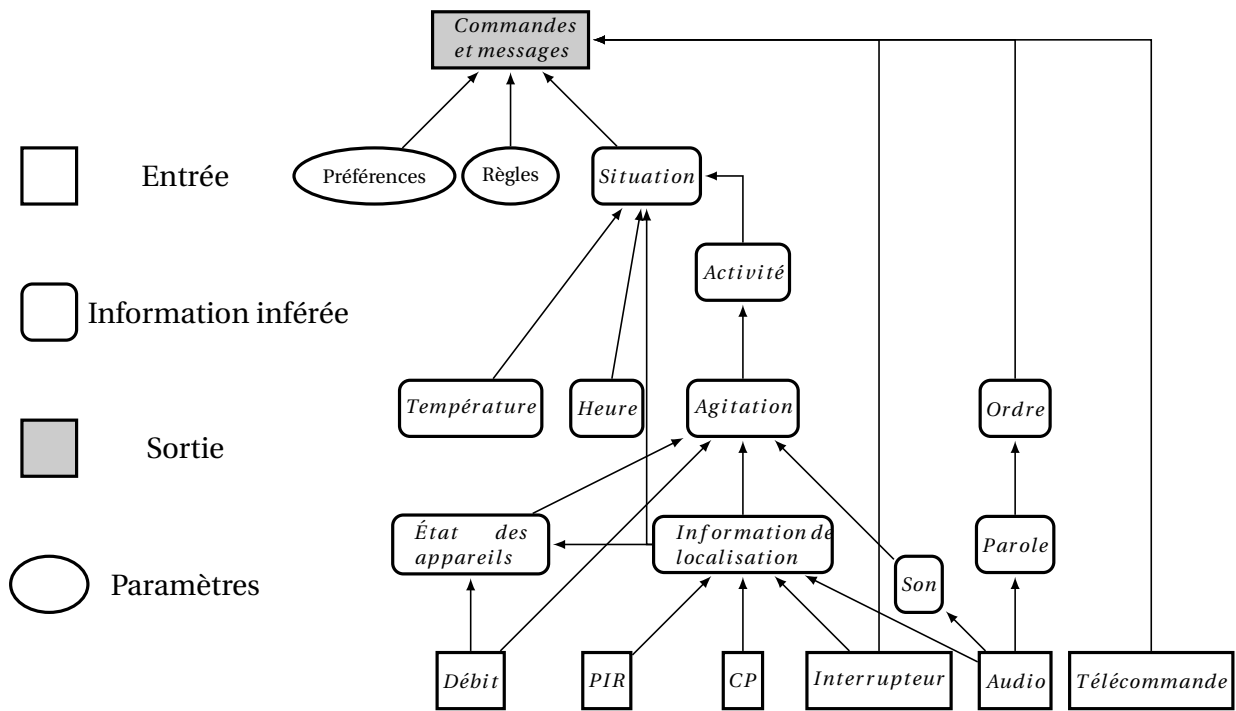 Commandes
et messages
Entrée
Préférences
Règles
Situation
Activité
Information inférée
Température
Heure
Agitation
Ordre
Sortie
État des
appareils
Information de
localisation
Parole
Son
Paramètres
Débit
PIR
CP
Interrupteur
Audio
Télécommande